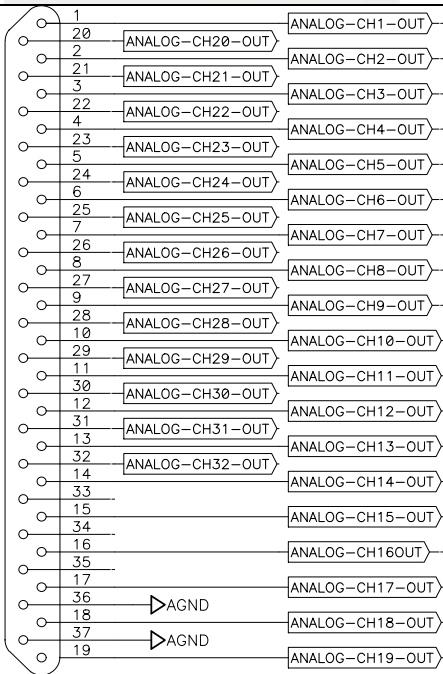 1 ANALOG-CH1-OUT
20 ANALOG-CH20-OUT
2 ANALOG-CH2-OUT
21 ANALOG-CH21-OUT
3 ANALOG-CH3-OUT
22 ANALOG-CH22-OUT
4 ANALOG-CH4-OUT
23 ANALOG-CH23-OUT
5 ANALOG-CH5-OUT
24 ANALOG-CH24-OUT
6 ANALOG-CH6-OUT
25 ANALOG-CH25-OUT
7 ANALOG-CH7-OUT
26 ANALOG-CH26-OUT
8 ANALOG-CH8-OUT
27 ANALOG-CH27-OUT
9 ANALOG-CH9-OUT
28 ANALOG-CH28-OUT
10 ANALOG-CH10-OUT
29 ANALOG-CH29-OUT
11 ANALOG-CH11-OUT
30 ANALOG-CH30-OUT
12 ANALOG-CH12-OUT
31 ANALOG-CH31-OUT
13 ANALOG-CH13-OUT
32 ANALOG-CH32-OUT
14 ANALOG-CH14-OUT
33
15 ANALOG-CH15-OUT
34
16 ANALOG-CH16OUT
35
17 ANALOG-CH17-OUT
36 AGND
18 ANALOG-CH18-OUT
37 AGND
19 ANALOG-CH19-OUT